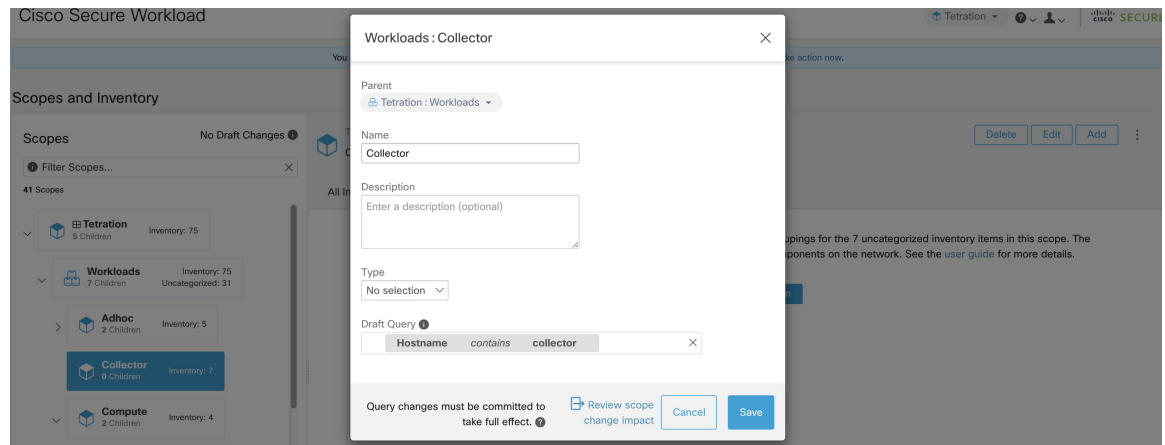 Cisco Secure Workload
Tetration
CISCO SECURE
You
ke action now.
Scopes and Inventory
Scopes
No Draft Changes
Filter Scopes...
41 Scopes
Tetration
5 Children
Inventory: 75
Workloads
7 Children
Inventory: 75
Uncategorized: 31
Adhoc
2 Children
Inventory: 5
Collector
0 Children
Inventory: 7
Compute
2 Children
Inventory: 4
All In
Workloads : Collector
Parent
Tetration : Workloads
Name
Collector
Description
Enter a description (optional)
Type
No selection
Draft Query
Hostname contains collector
Query changes must be committed to
take full effect.
Review scope
change impact
Cancel
Save
Delete
Edit
Add
upings for the 7 uncategorized inventory items in this scope. The
ponents on the network. See the user guide for more details.